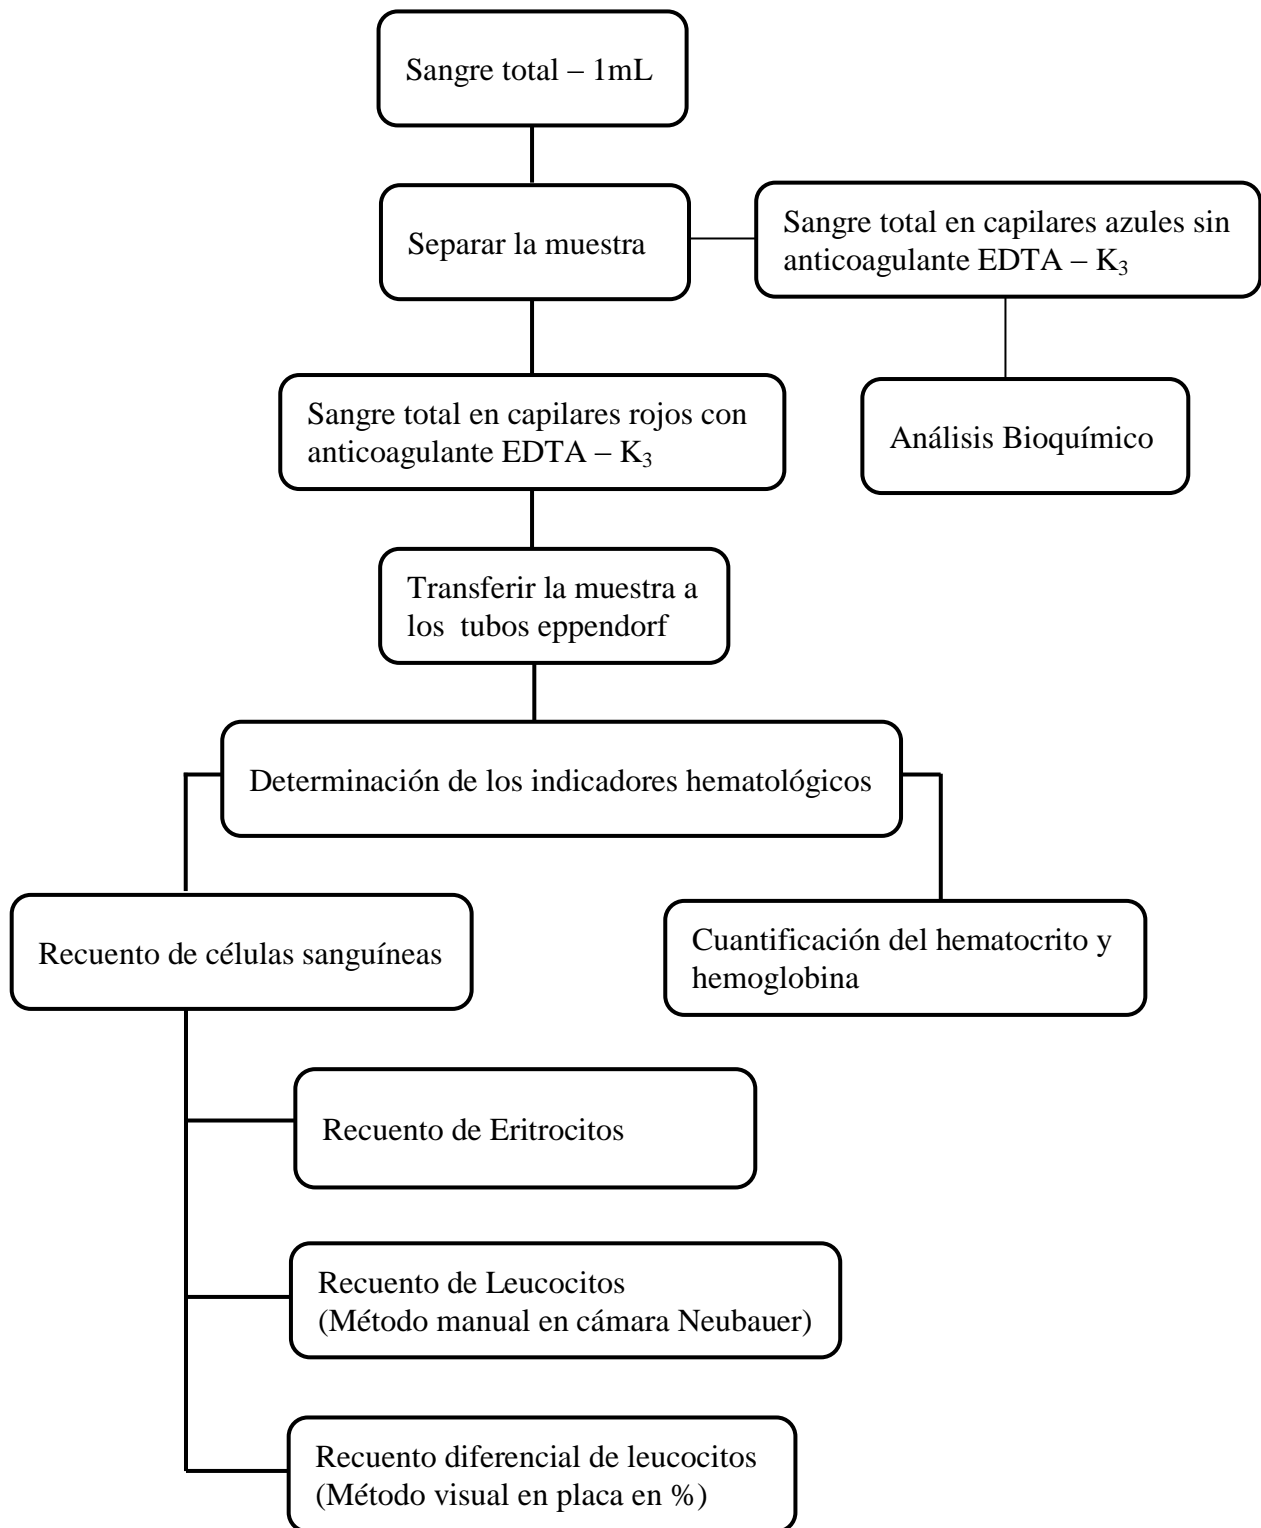 Sangre total – 1mL
Separar la muestra
Sangre total en capilares azules sin
anticoagulante EDTA – K₃
Sangre total en capilares rojos con
anticoagulante EDTA – K₃
Análisis Bioquímico
Transferir la muestra a
los  tubos eppendorf
Determinación de los indicadores hematológicos
Recuento de células sanguíneas
Cuantificación del hematocrito y
hemoglobina
Recuento de Eritrocitos
Recuento de Leucocitos
(Método manual en cámara Neubauer)
Recuento diferencial de leucocitos
(Método visual en placa en %)